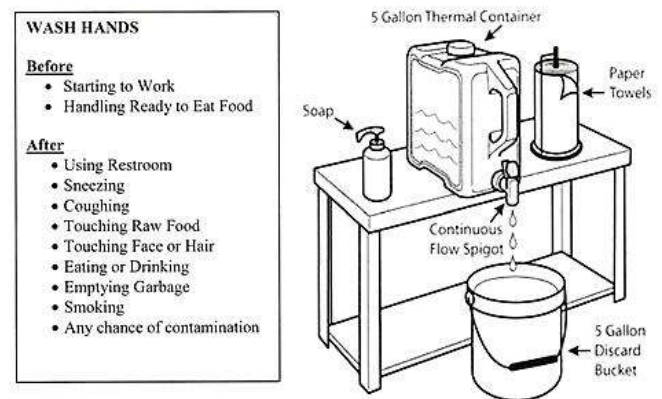 WASH HANDS
Before
• Starting to Work
• Handling Ready to Eat Food
After
• Using Restroom
• Sneezing
• Coughing
• Touching Raw Food
• Touching Face or Hair
• Eating or Drinking
• Emptying Garbage
• Smoking
• Any chance of contamination
5 Gallon Thermal Container
Soap
Paper
Towels
Continuous
Flow Spigot
5 Gallon
Discard
Bucket